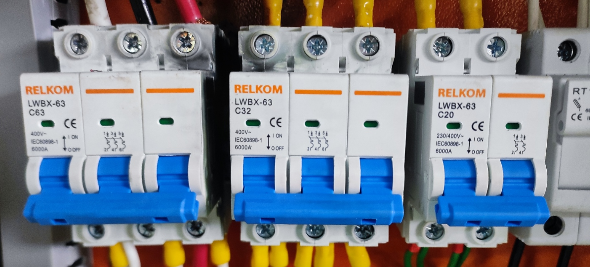 RELKOM
LWBX-63
C63
400V~
IEC60898-1
6000A
I ON
O OFF
RELKOM
LWBX-63
C32
400V~
IEC60898-1
6000A
I ON
O OFF
RELKOM
LWBX-63
C20
230/400V~
IEC60898-1
6000A
I ON
O OFF
RT